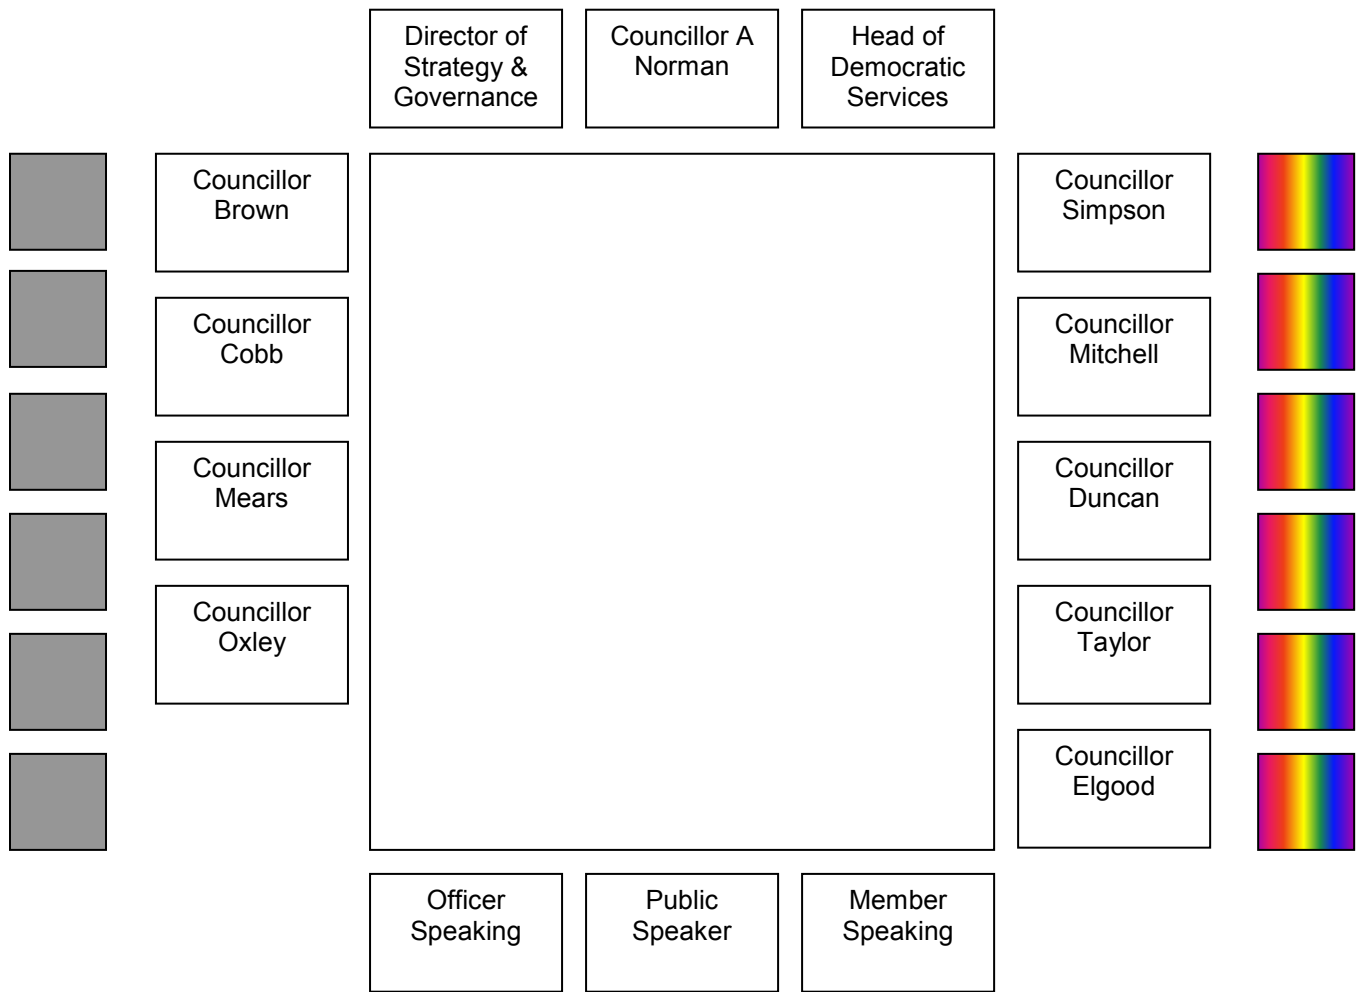 Director of
Strategy &
Governance
Councillor A
Norman
Head of
Democratic
Services
Councillor
Brown
Councillor
Simpson
Councillor
Cobb
Councillor
Mitchell
Councillor
Mears
Councillor
Duncan
Councillor
Oxley
Councillor
Taylor
Councillor
Elgood
Officer
Speaking
Public
Speaker
Member
Speaking